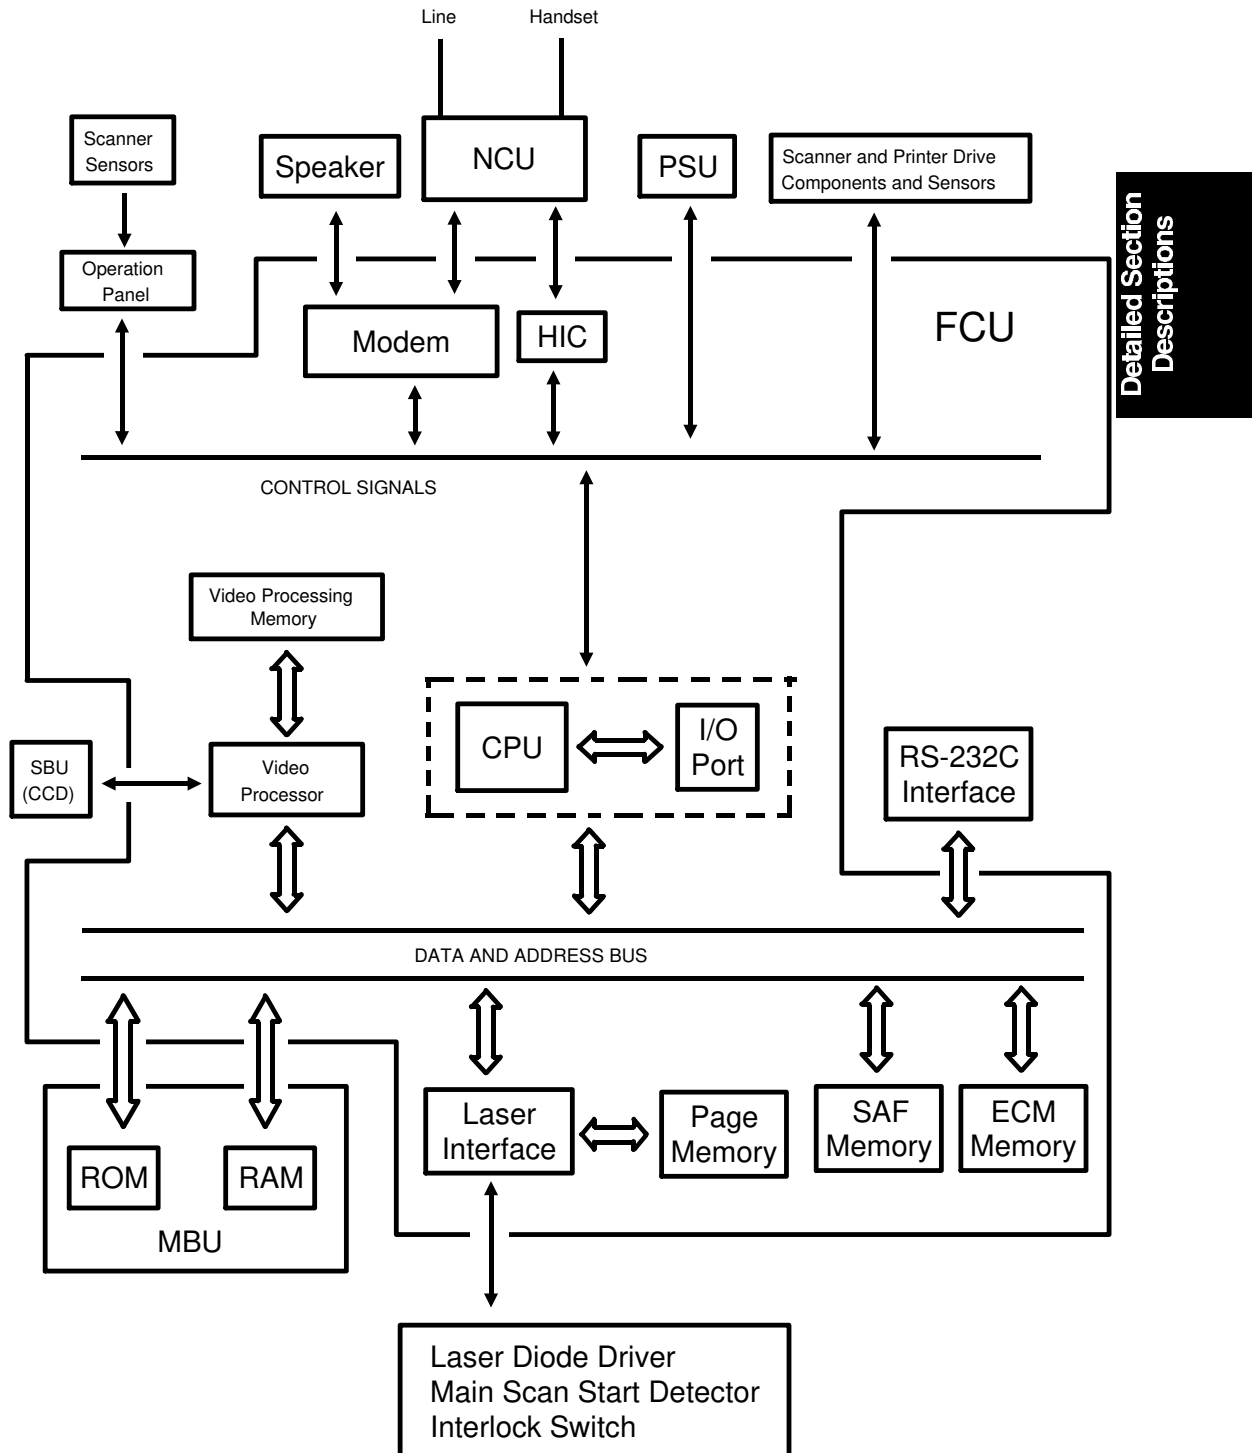 Line
Handset
Scanner
Sensors
Speaker
NCU
PSU
Scanner and Printer Drive
Components and Sensors
Detailed Section
Descriptions
Operation
Panel
Modem
HIC
FCU
CONTROL SIGNALS
Video Processing
Memory
CPU
I/O
Port
SBU
(CCD)
Video
Processor
RS-232C
Interface
DATA AND ADDRESS BUS
Laser
Interface
Page
Memory
SAF
Memory
ECM
Memory
ROM
RAM
MBU
Laser Diode Driver
Main Scan Start Detector
Interlock Switch